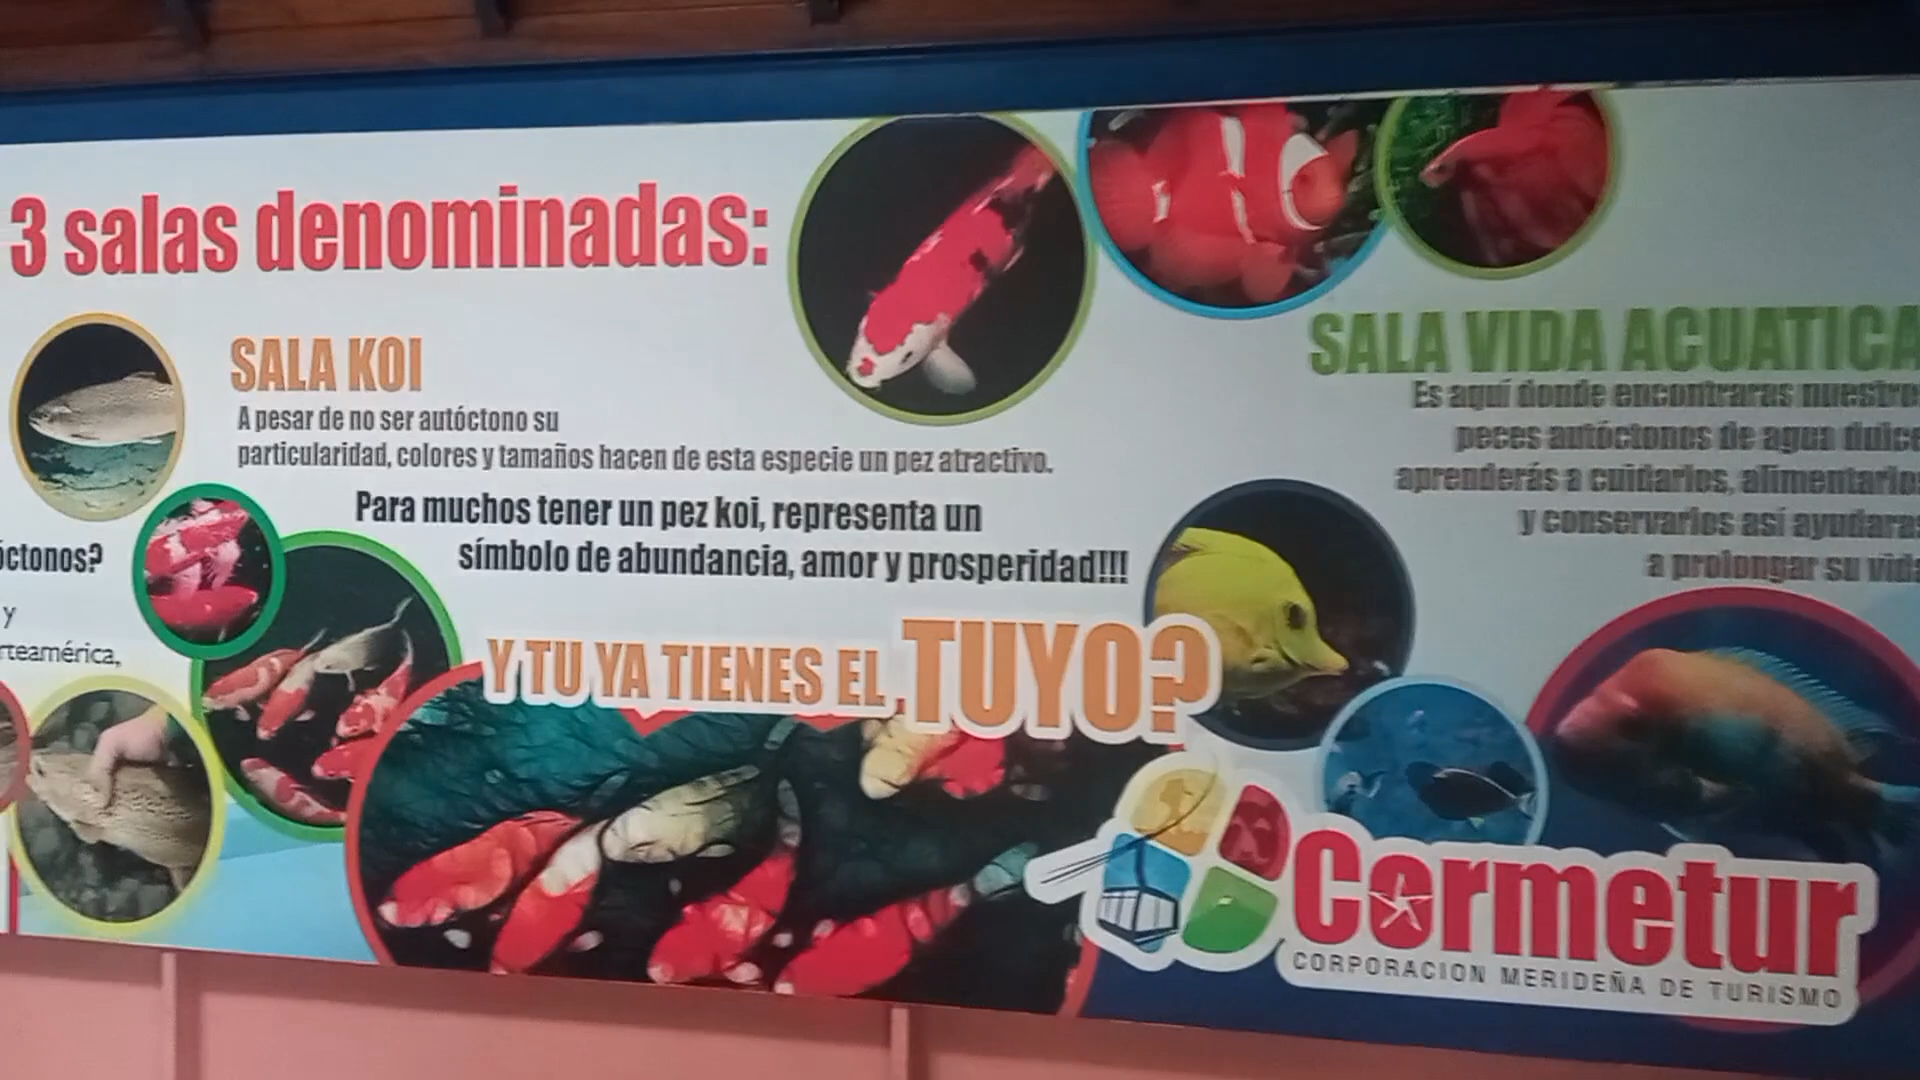 3 salas denominadas:
SALA KOI
A pesar de no ser autóctono su
particularidad, colores y tamaños hacen de esta especie un pez atractivo.
Para muchos tener un pez koi, representa un
símbolo de abundancia, amor y prosperidad!!!
Y TU YA TIENES EL TUYO?
óctonos?
y
rteamérica,
SALA VIDA ACUATICA
Es aquí donde encontraras nuestro
peces autóctonos de agua dulce
aprenderás a cuidarlos, alimentarlos
y conservarlos así ayudaras
a prolongar su vida
Cormetur
CORPORACION MERIDEÑA DE TURISMO